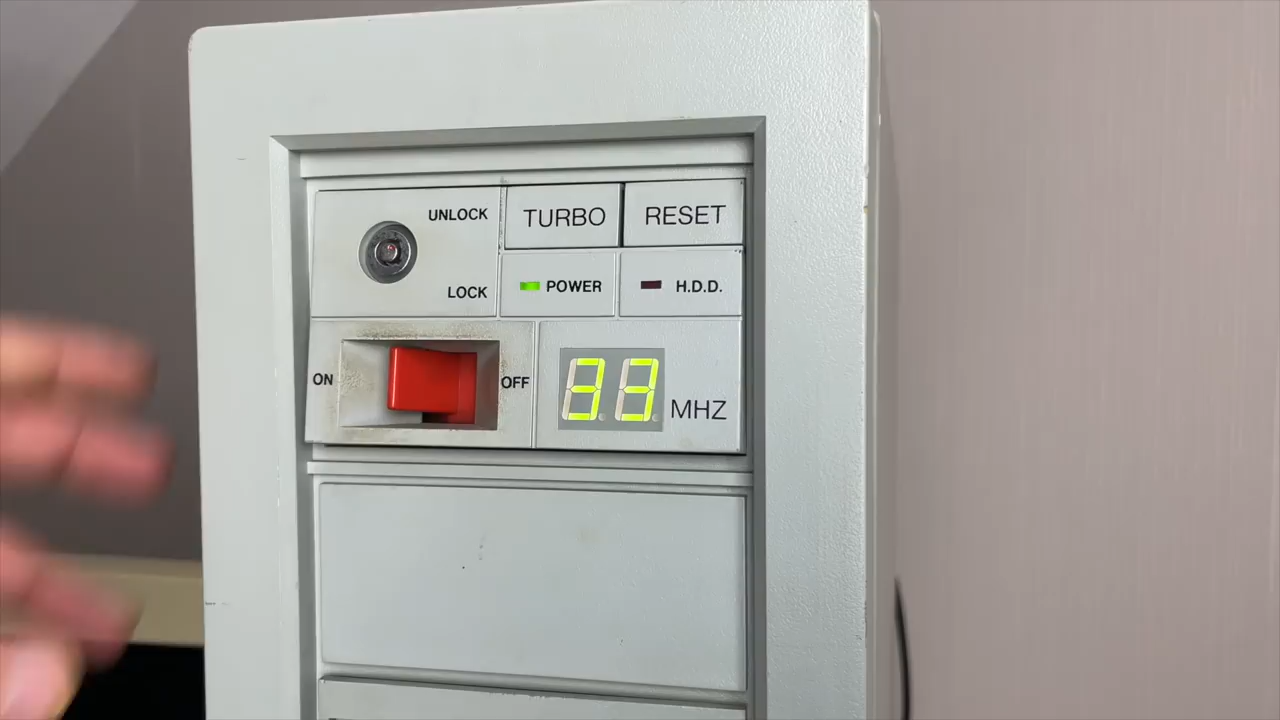 UNLOCK
TURBO
RESET
LOCK
POWER
H.D.D.
ON
OFF
33
MHZ